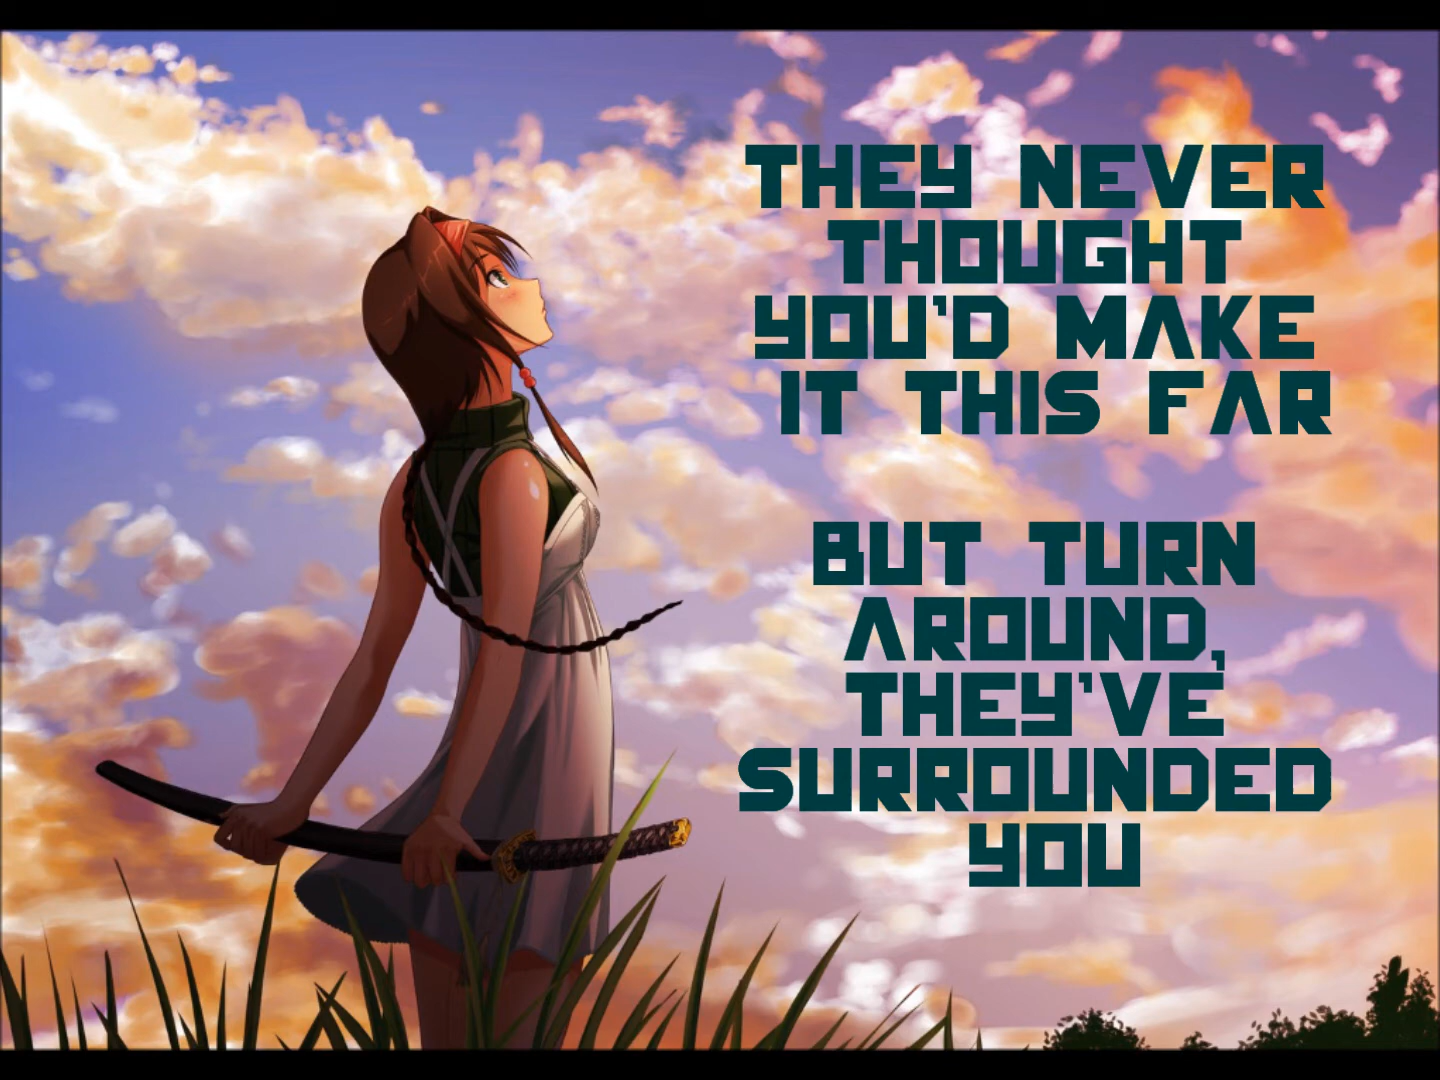 THEY NEVER
THOUGHT
YOU'D MAKE
IT THIS FAR
BUT TURN
AROUND,
THEY'VE
SURROUNDED
YOU